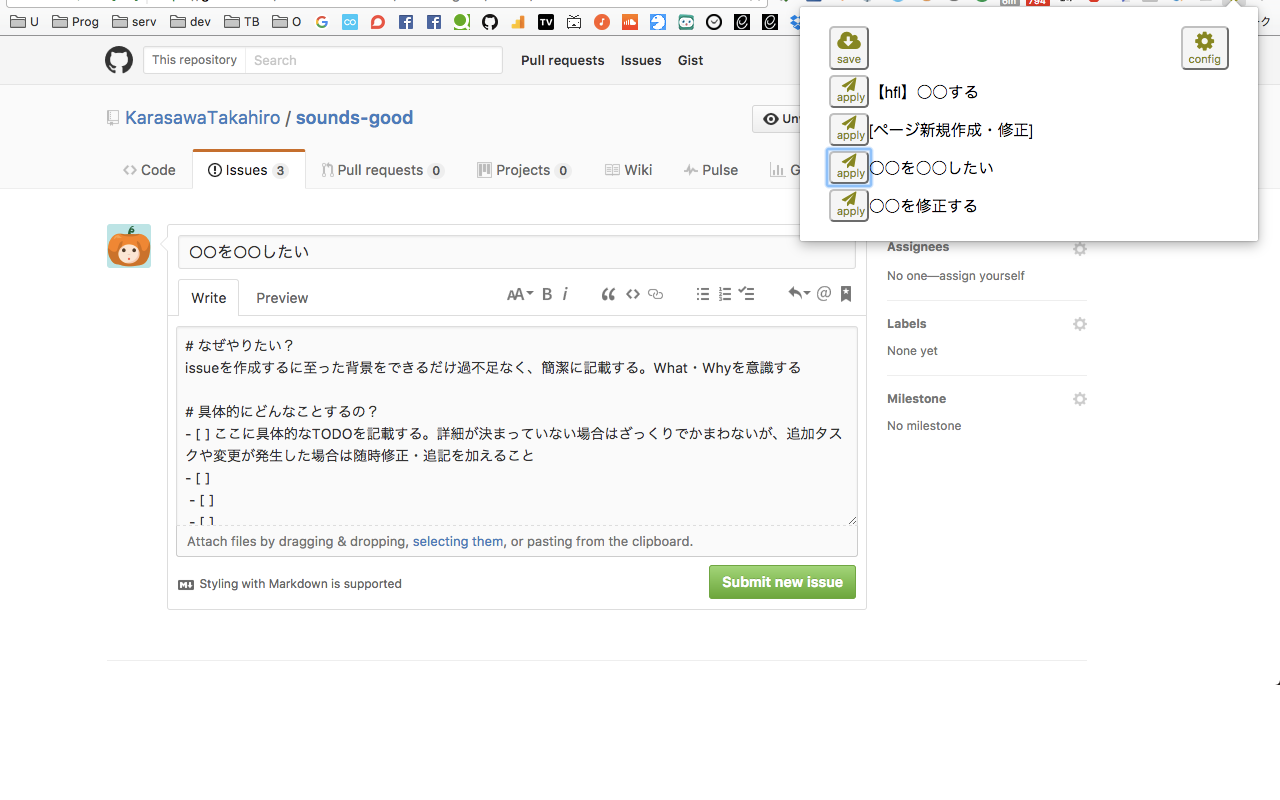 U Prog serv dev TB O
save
config
apply 【hfl】〇〇する
apply [ページ新規作成・修正]
apply 〇〇を〇〇したい
apply 〇〇を修正する
This repository Search Pull requests Issues Gist
KarasawaTakahiro / sounds-good
Code Issues 3 Pull requests 0 Projects 0 Wiki Pulse
〇〇を〇〇したい
Write Preview
# なぜやりたい？
issueを作成するに至った背景をできるだけ過不足なく、簡潔に記載する。What・Whyを意識する
# 具体的にどんなことするの？
- [ ] ここに具体的なTODOを記載する。詳細が決まっていない場合はざっくりでかまわないが、追加タス
クや変更が発生した場合は随時修正・追記を加えること
- [ ]
- [ ]
- [ ]
Attach files by dragging & dropping, selecting them, or pasting from the clipboard.
Styling with Markdown is supported
Submit new issue
Assignees
No one—assign yourself
Labels
None yet
Milestone
No milestone